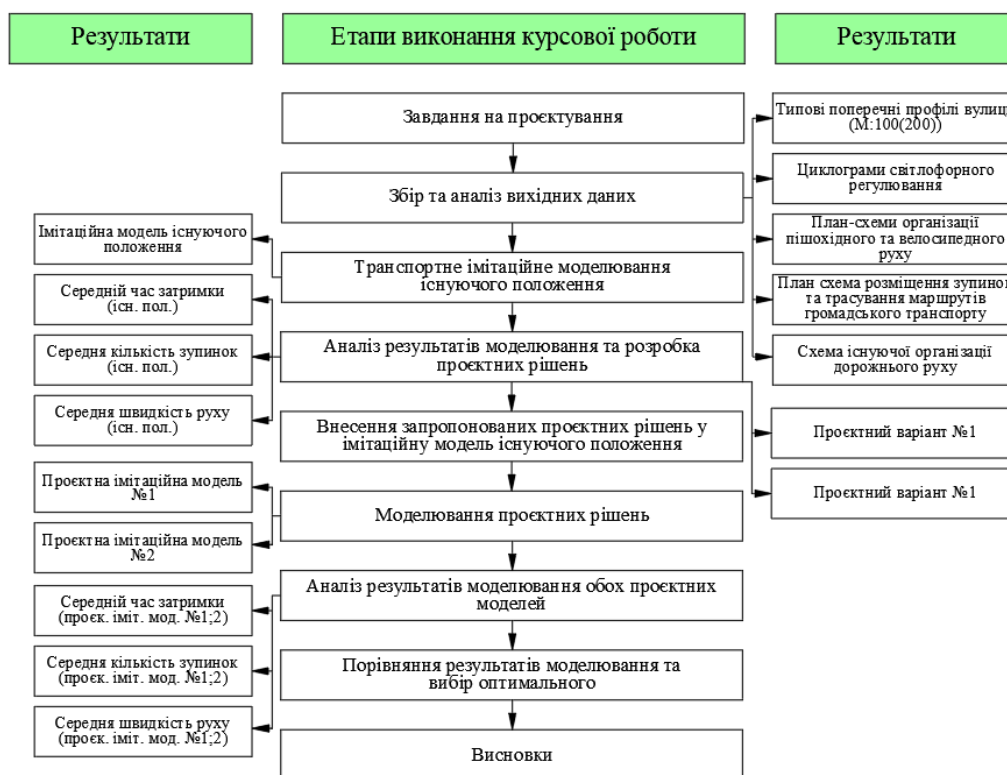 Результати
Етапи виконання курсової роботи
Результати
Завдання на проєктування
Збір та аналіз вихідних даних
Транспортне імітаційне моделювання
існуючого положення
Аналіз результатів моделювання та розробка
проєктних рішень
Внесення запропонованих проєктних рішень у
імітаційну модель існуючого положення
Моделювання проєктних рішень
Аналіз результатів моделювання обох проєктних
моделей
Порівняння результатів моделювання та
вибір оптимального
Висновки
Імітаційна модель існуючого
положення
Середній час затримки
(існ. пол.)
Середня кількість зупинок
(існ. пол.)
Середня швидкість руху
(існ. пол.)
Проєктна імітаційна модель
№1
Проєктна імітаційна модель
№2
Середній час затримки
(проєк. іміт. мод. №1;2)
Середня кількість зупинок
(проєк. іміт. мод. №1;2)
Середня швидкість руху
(проєк. іміт. мод. №1;2)
Типові поперечні профілі вулиц
(М:100(200))
Циклограми світлофорного
регулювання
План-схеми організації
пішохідного та велосипедного
руху
План схема розміщення зупинок
та трасування маршрутів
громадського транспорту
Схема існуючої організації
дорожнього руху
Проєктний варіант №1
Проєктний варіант №1